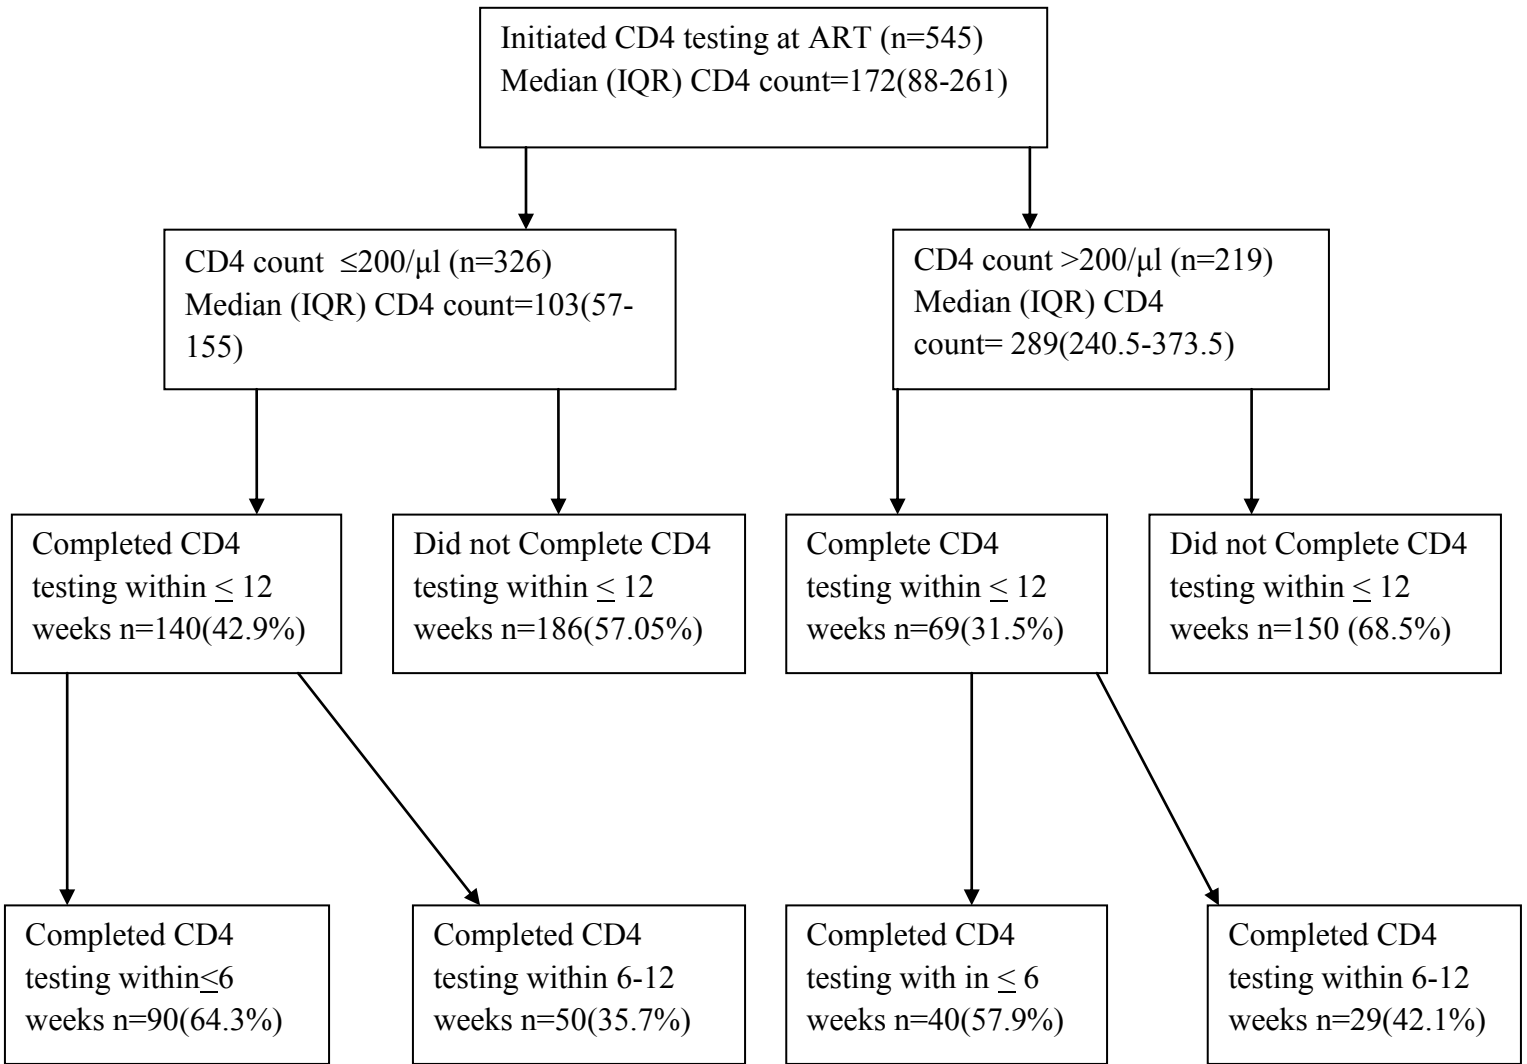 Initiated CD4 testing at ART (n=545)
Median (IQR) CD4 count=172(88-261)
CD4 count ≤200/μl (n=326)
Median (IQR) CD4 count=103(57-
155)
CD4 count >200/μl (n=219)
Median (IQR) CD4
count= 289(240.5-373.5)
Completed CD4
testing within ≤ 12
weeks n=140(42.9%)
Did not Complete CD4
testing within ≤ 12
weeks n=186(57.05%)
Complete CD4
testing within ≤ 12
weeks n=69(31.5%)
Did not Complete CD4
testing within ≤ 12
weeks n=150 (68.5%)
Completed CD4
testing within≤6
weeks n=90(64.3%)
Completed CD4
testing within 6-12
weeks n=50(35.7%)
Completed CD4
testing with in ≤ 6
weeks n=40(57.9%)
Completed CD4
testing within 6-12
weeks n=29(42.1%)